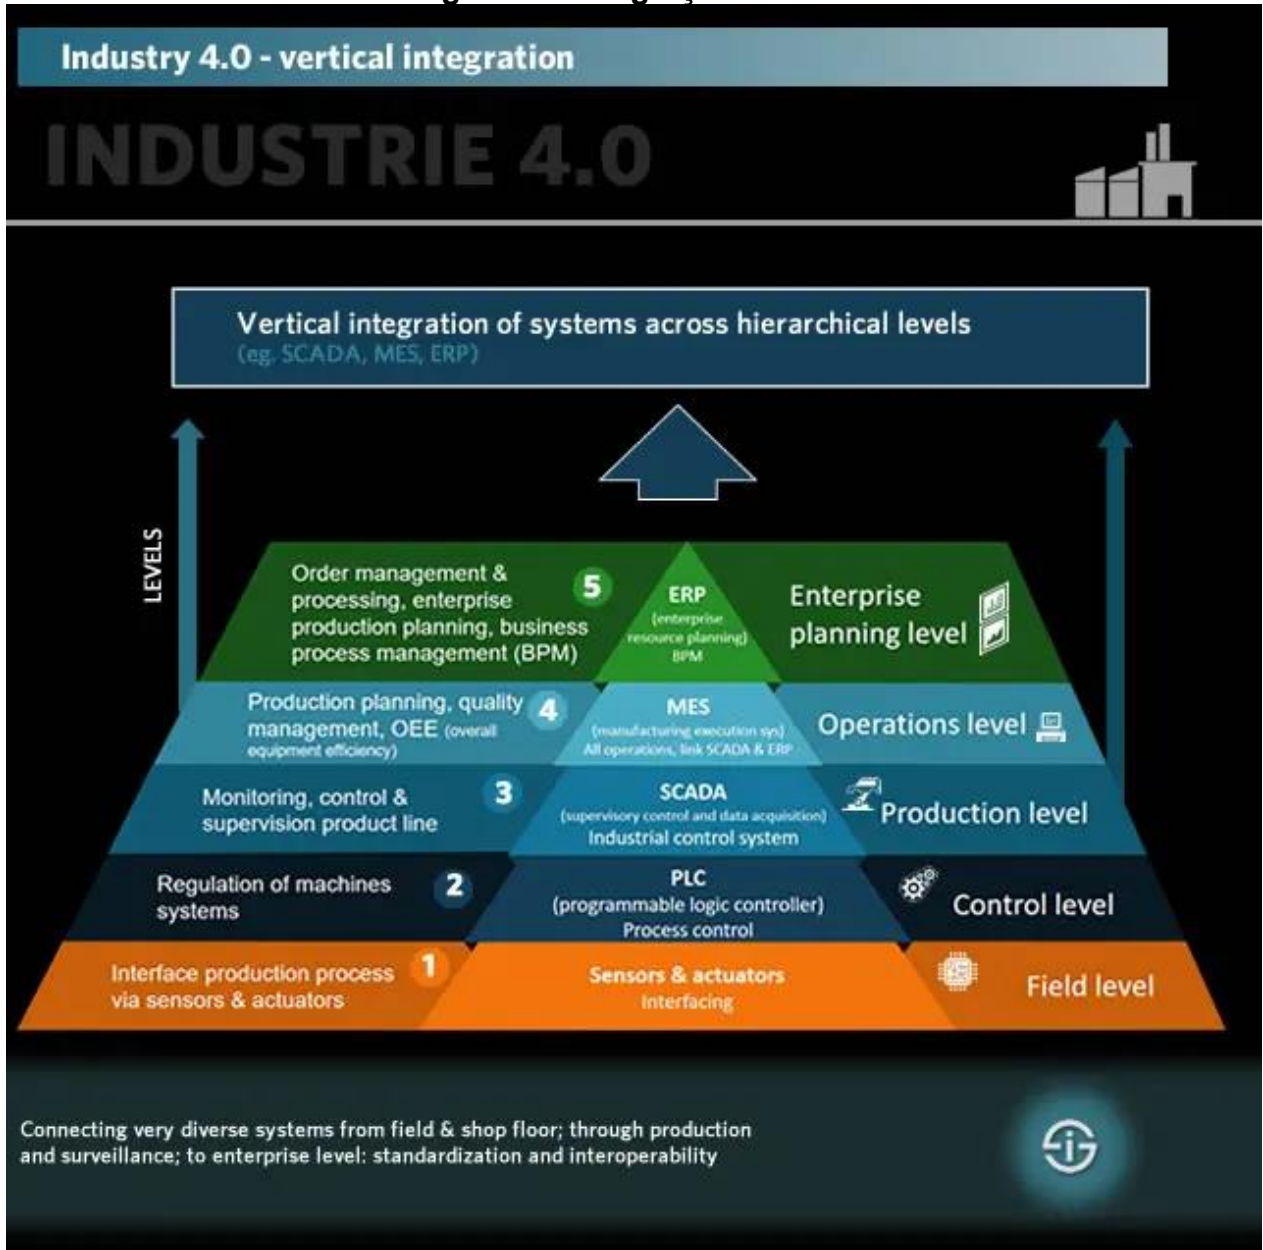 Industry 4.0 - vertical integration
INDUSTRIE 4.0
Vertical integration of systems across hierarchical levels
(eg. SCADA, MES, ERP)
LEVELS
Order management &
processing, enterprise
production planning, business
process management (BPM)
5
ERP
(enterprise
resource planning)
BPM
Enterprise
planning level
Production planning, quality
management, OEE (overall
equipment efficiency)
4
MES
(manufacturing execution sys)
All operations, link SCADA & ERP
Operations level
Monitoring, control &
supervision product line
3
SCADA
(supervisory control and data acquisition)
Industrial control system
Production level
Regulation of machines
systems
2
PLC
(programmable logic controller)
Process control
Control level
Interface production process
via sensors & actuators
1
Sensors & actuators
Interfacing
Field level
Connecting very diverse systems from field & shop floor; through production
and surveillance; to enterprise level: standardization and interoperability